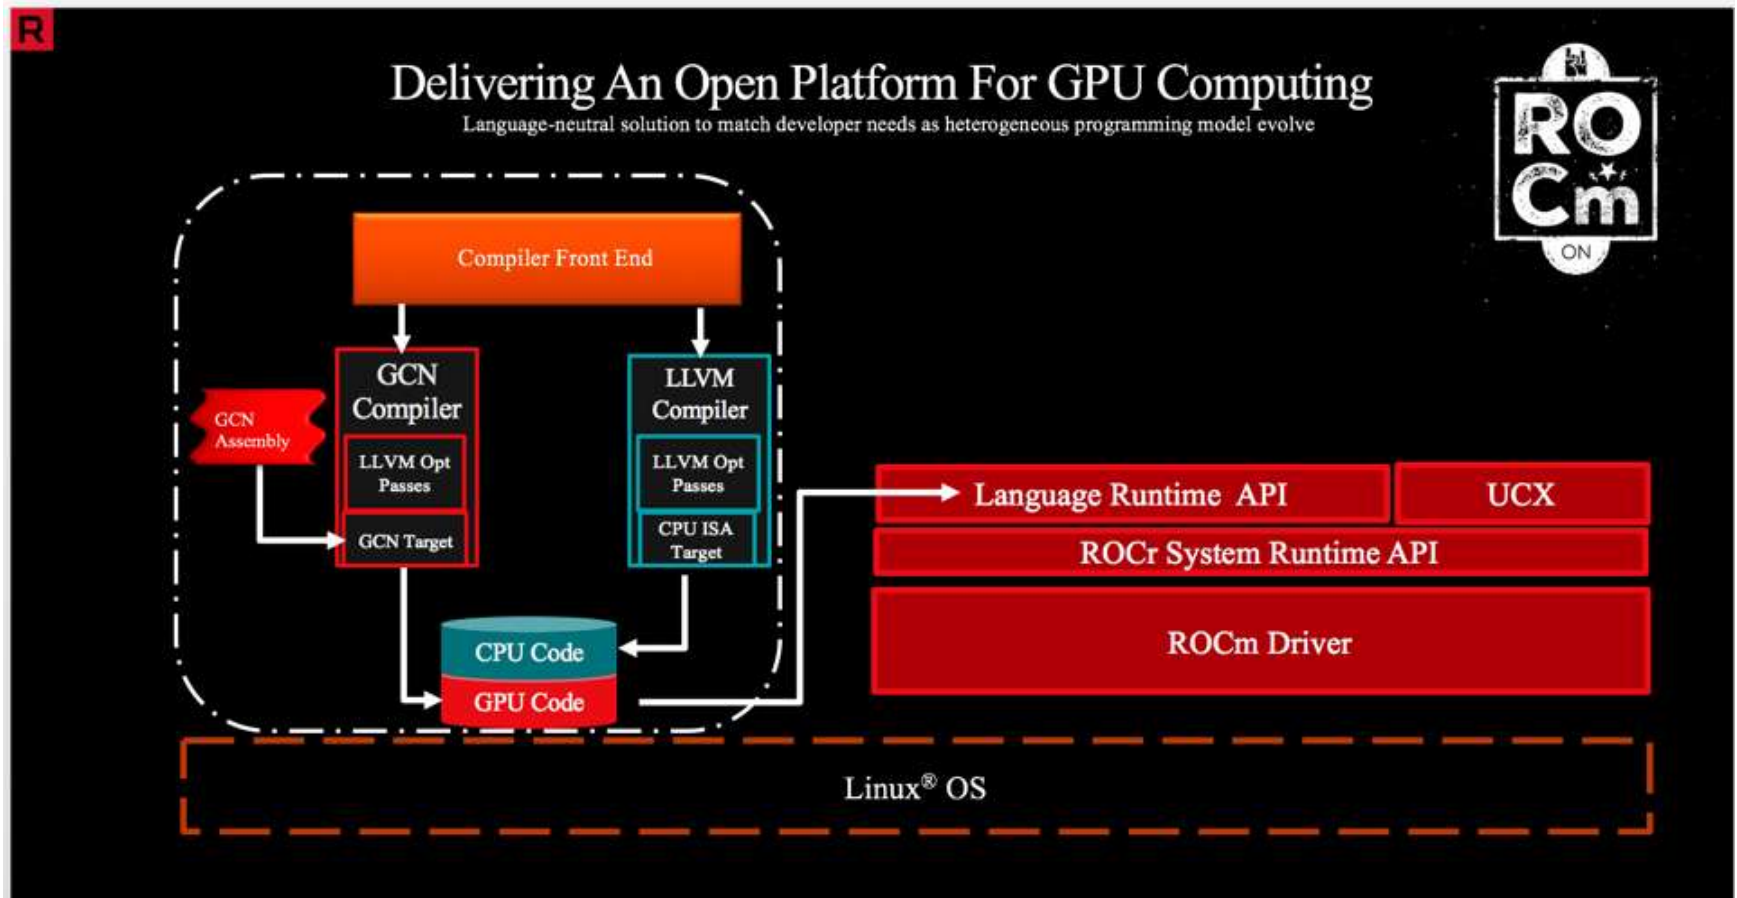 R
Delivering An Open Platform For GPU Computing
Language-neutral solution to match developer needs as heterogeneous programming model evolve
RO
Cm
ON
Compiler Front End
GCN
Compiler
LLVM Opt
Passes
GCN Target
GCN
Assembly
LLVM
Compiler
LLVM Opt
Passes
CPU ISA
Target
CPU Code
GPU Code
Language Runtime API
UCX
ROCr System Runtime API
ROCm Driver
Linux® OS